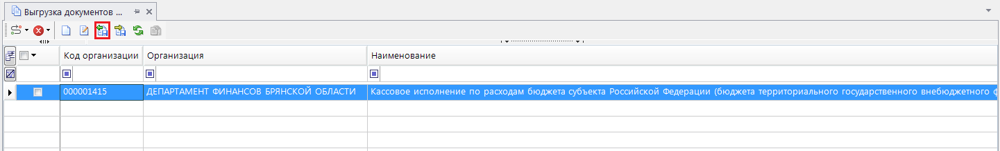 Выгрузка документов ...
Код организации Организация Наименование
000001415 ДЕПАРТАМЕНТ ФИНАНСОВ БРЯНСКОЙ ОБЛАСТИ Кассовое исполнение по расходам бюджета субъекта Российской Федерации (бюджета территориального государственного внебюджетного ф